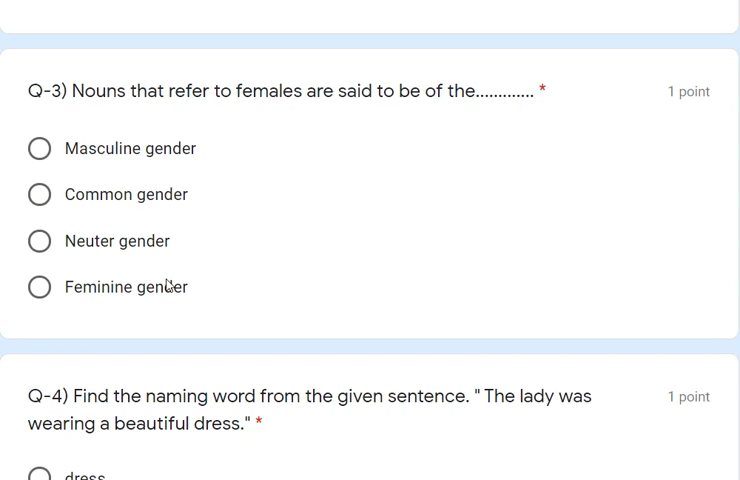 Q-3) Nouns that refer to females are said to be of the............. *
1 point
Masculine gender
Common gender
Neuter gender
Feminine gender
Q-4) Find the naming word from the given sentence. " The lady was
wearing a beautiful dress." *
1 point
dress